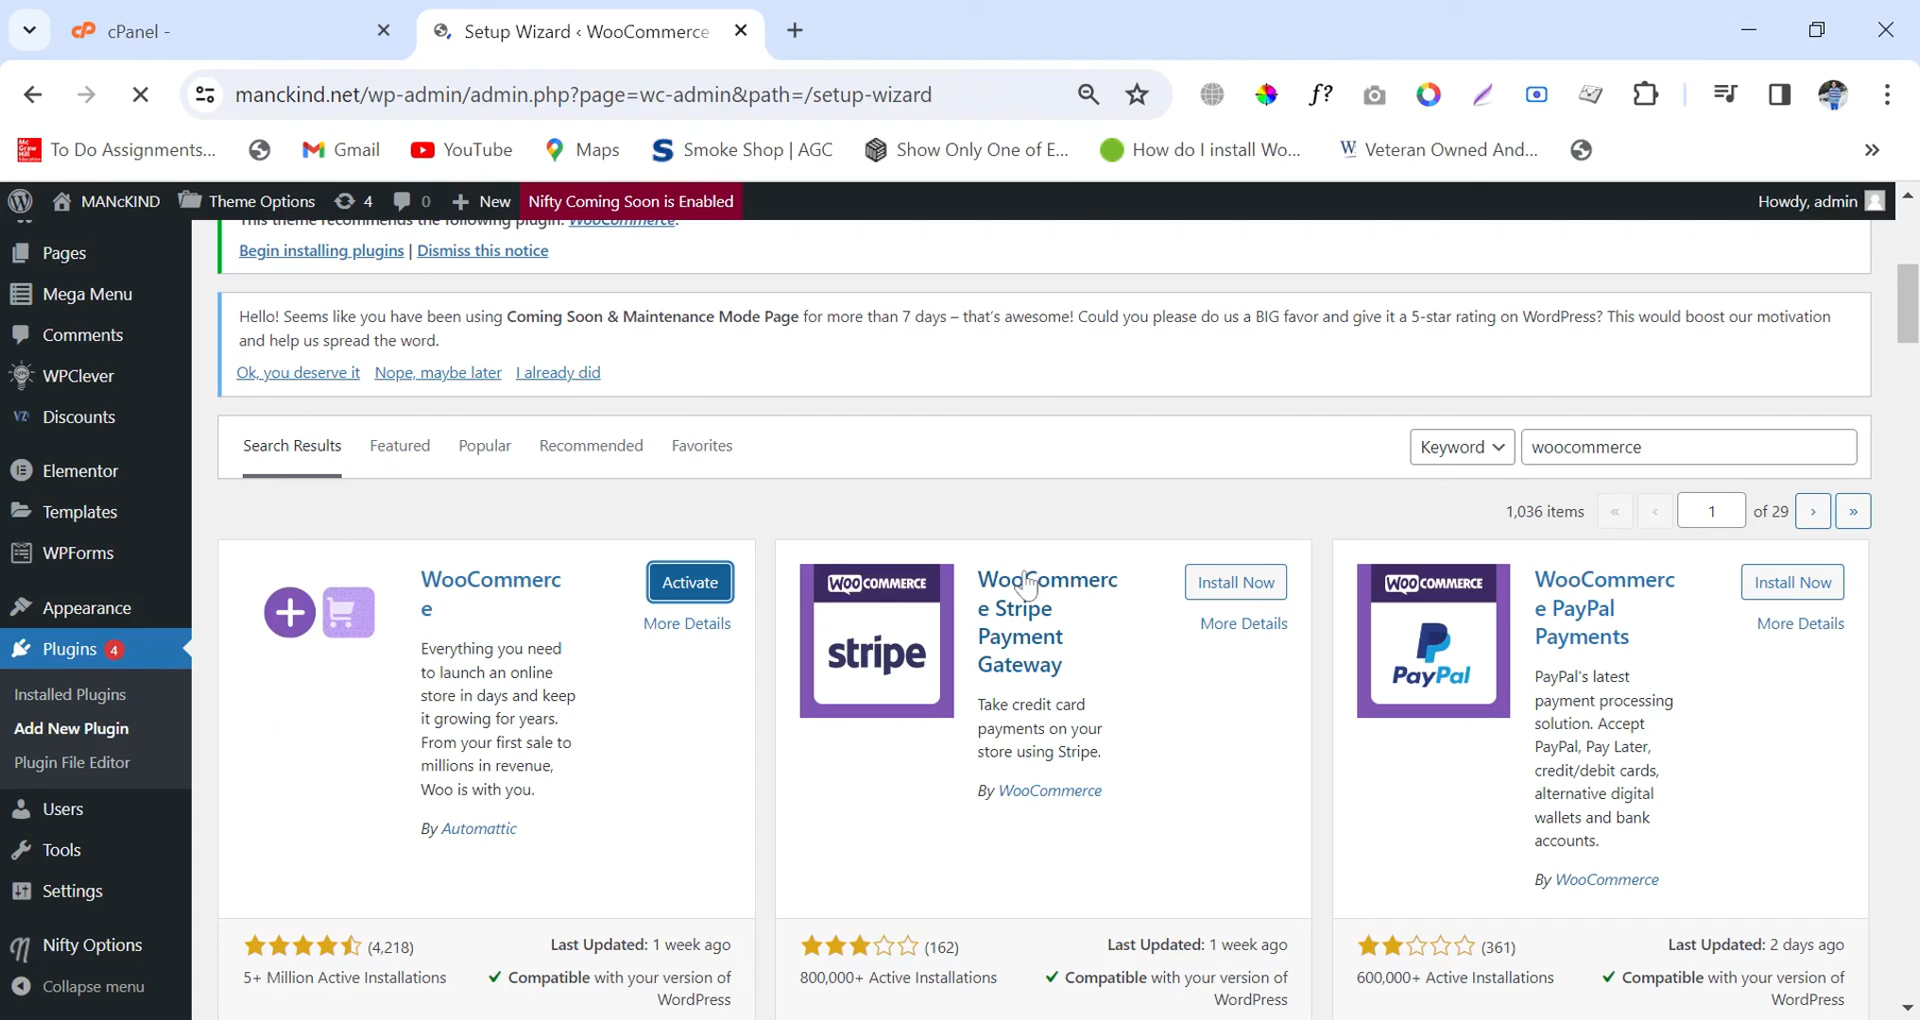 cPanel -
Setup Wizard ‹ WooCommerce
manckind.net/wp-admin/admin.php?page=wc-admin&path=/setup-wizard
f?
Mc Graw Hill Education
To Do Assignments...
Gmail
YouTube
Maps
S
Smoke Shop | AGC
Show Only One of E...
How do I install Wo...
W
Veteran Owned And...
»
MANcKIND
Theme Options
4
0
New
Nifty Coming Soon is Enabled
Howdy, admin
Pages
Mega Menu
Comments
WPClever
Discounts
Elementor
Templates
WPForms
Appearance
Plugins 4
Installed Plugins
Add New Plugin
Plugin File Editor
Users
Tools
Settings
Nifty Options
Collapse menu
This theme recommends the following plugin: WooCommerce.
Begin installing plugins | Dismiss this notice
Hello! Seems like you have been using Coming Soon & Maintenance Mode Page for more than 7 days – that's awesome! Could you please do us a BIG favor and give it a 5-star rating on WordPress? This would boost our motivation
and help us spread the word.
Ok, you deserve it Nope, maybe later I already did
Search Results Featured Popular Recommended Favorites
Keyword
woocommerce
1,036 items « ‹ 1 of 29 › »
WooCommerc
e
Activate
More Details
Everything you need
to launch an online
store in days and keep
it growing for years.
From your first sale to
millions in revenue,
Woo is with you.
By Automattic
(4,218)
Last Updated: 1 week ago
5+ Million Active Installations
Compatible with your version of
WordPress
WOO COMMERCE
stripe
WooCommerc
e Stripe
Payment
Gateway
Install Now
More Details
Take credit card
payments on your
store using Stripe.
By WooCommerce
(162)
Last Updated: 1 week ago
800,000+ Active Installations
Compatible with your version of
WordPress
WOO COMMERCE
PayPal
WooCommerc
e PayPal
Payments
Install Now
More Details
PayPal's latest
payment processing
solution. Accept
PayPal, Pay Later,
credit/debit cards,
alternative digital
wallets and bank
accounts.
By WooCommerce
(361)
Last Updated: 2 days ago
600,000+ Active Installations
Compatible with your version of
WordPress